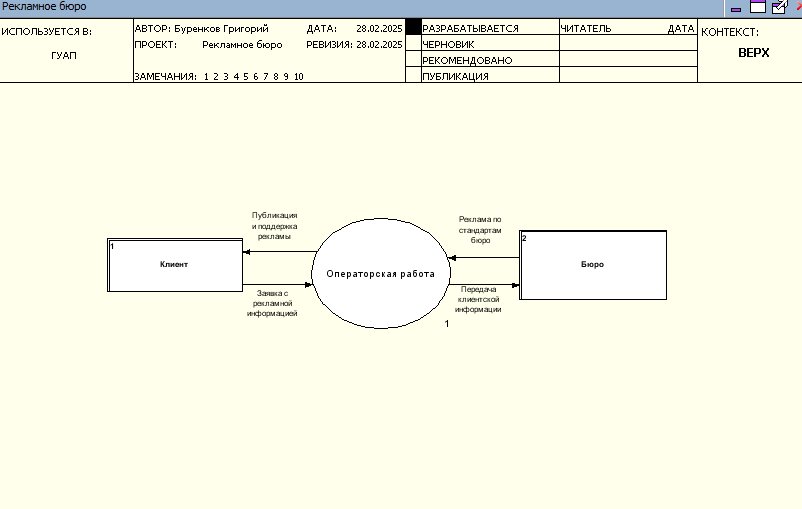 Рекламное бюро
ИСПОЛЬЗУЕТСЯ В:
ГУАП
АВТОР: Буренков Григорий
ДАТА: 28.02.2025
ПРОЕКТ: Рекламное бюро
РЕВИЗИЯ: 28.02.2025
ЗАМЕЧАНИЯ: 1 2 3 4 5 6 7 8 9 10
РАЗРАБАТЫВАЕТСЯ
ЧЕРНОВИК
РЕКОМЕНДОВАНО
ПУБЛИКАЦИЯ
ЧИТАТЕЛЬ ДАТА
КОНТЕКСТ:
ВЕРХ
1
Клиент
Публикация
и поддержка
рекламы
Заявка с
рекламной
информацией
Операторская работа
1
Реклама по
стандартам
бюро
Передача
клиентской
информации
2
Бюро